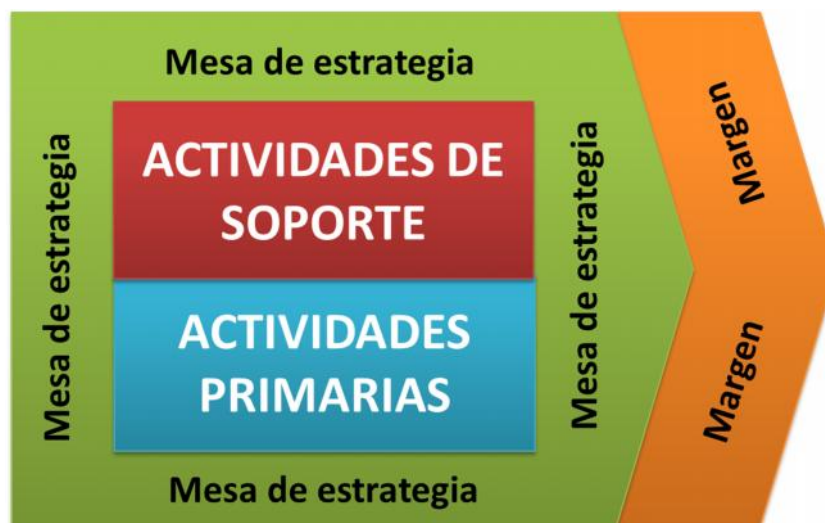 Mesa de estrategia
Mesa de estrategia
ACTIVIDADES DE
SOPORTE
ACTIVIDADES
PRIMARIAS
Mesa de estrategia
Mesa de estrategia
Margen
Margen